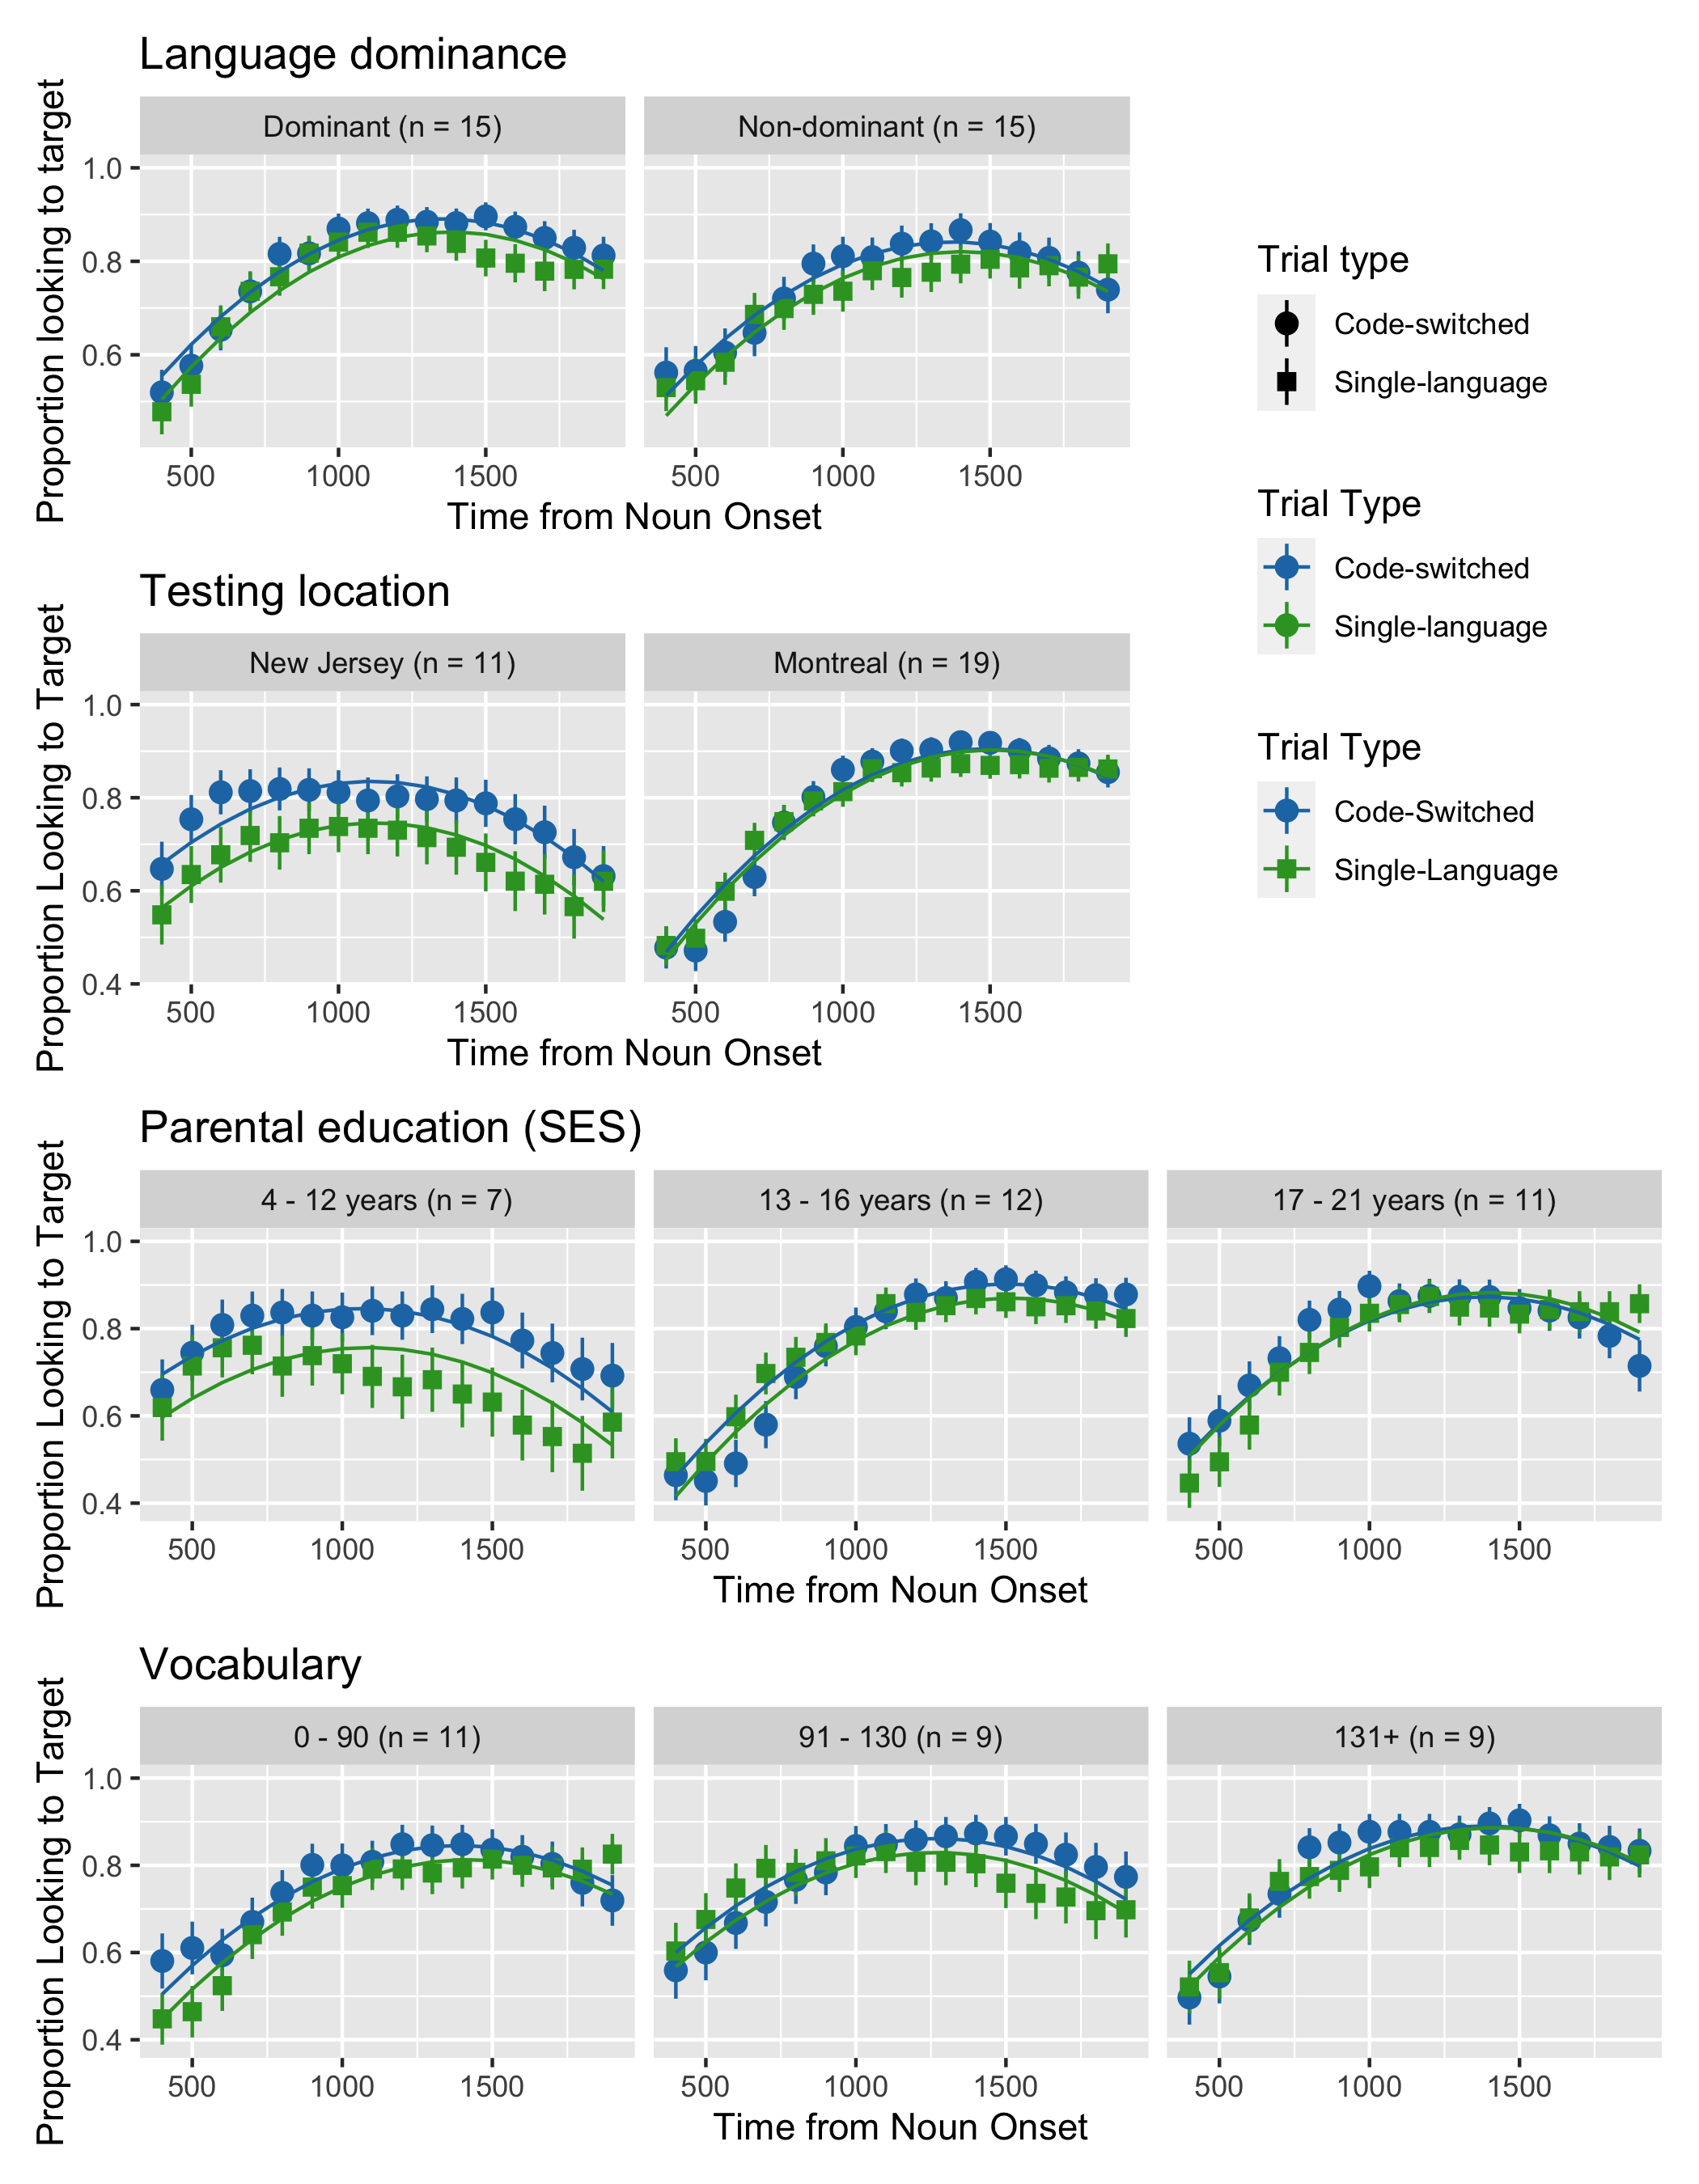 Language dominance
Proportion looking to target
Dominant (n = 15)
Non-dominant (n = 15)
1.0
0.8
0.6
500
1000
1500
500
1000
1500
Time from Noun Onset
Trial type
Code-switched
Single-language
Trial Type
Code-switched
Single-language
Trial Type
Code-Switched
Single-Language
Testing location
Proportion Looking to Target
New Jersey (n = 11)
Montreal (n = 19)
1.0
0.8
0.6
0.4
500
1000
1500
500
1000
1500
Time from Noun Onset
Parental education (SES)
Proportion Looking to Target
4 - 12 years (n = 7)
13 - 16 years (n = 12)
17 - 21 years (n = 11)
1.0
0.8
0.6
0.4
500
1000
1500
500
1000
1500
500
1000
1500
Time from Noun Onset
Vocabulary
Proportion Looking to Target
0 - 90 (n = 11)
91 - 130 (n = 9)
131+ (n = 9)
1.0
0.8
0.6
0.4
500
1000
1500
500
1000
1500
500
1000
1500
Time from Noun Onset